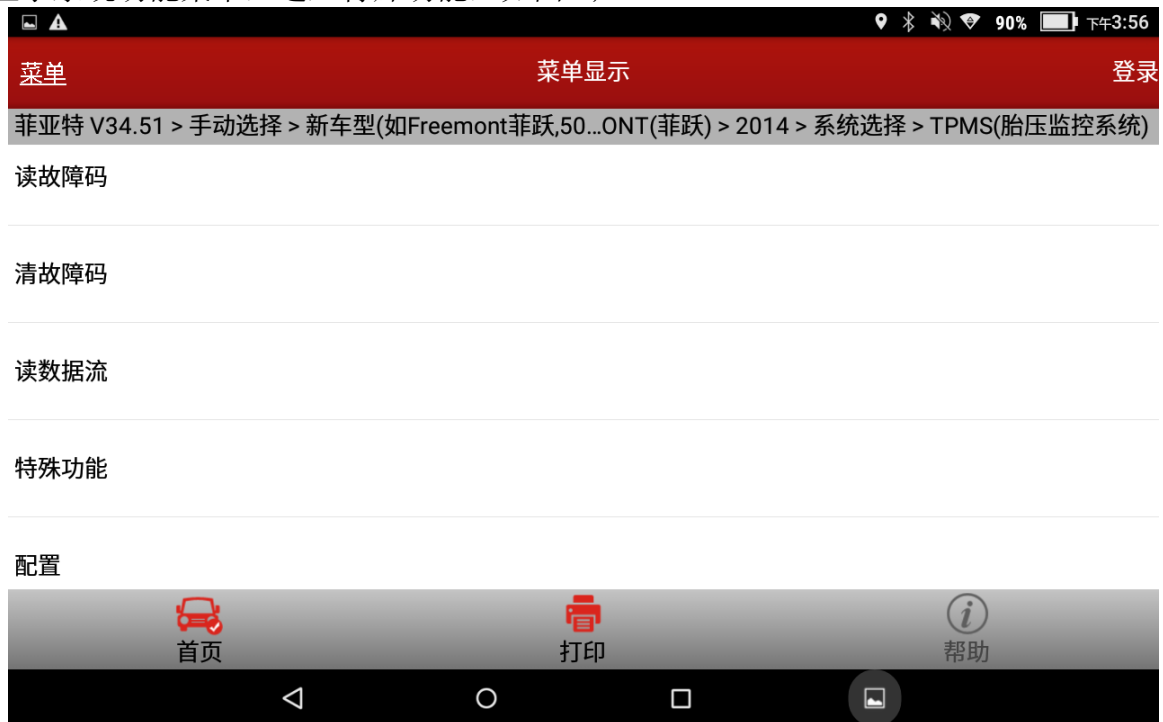 90% 下午3:56
菜单 菜单显示 登录
菲亚特 V34.51 > 手动选择 > 新车型(如Freemont菲跃,50...ONT(菲跃) > 2014 > 系统选择 > TPMS(胎压监控系统)
读故障码
清故障码
读数据流
特殊功能
配置
首页 打印 帮助